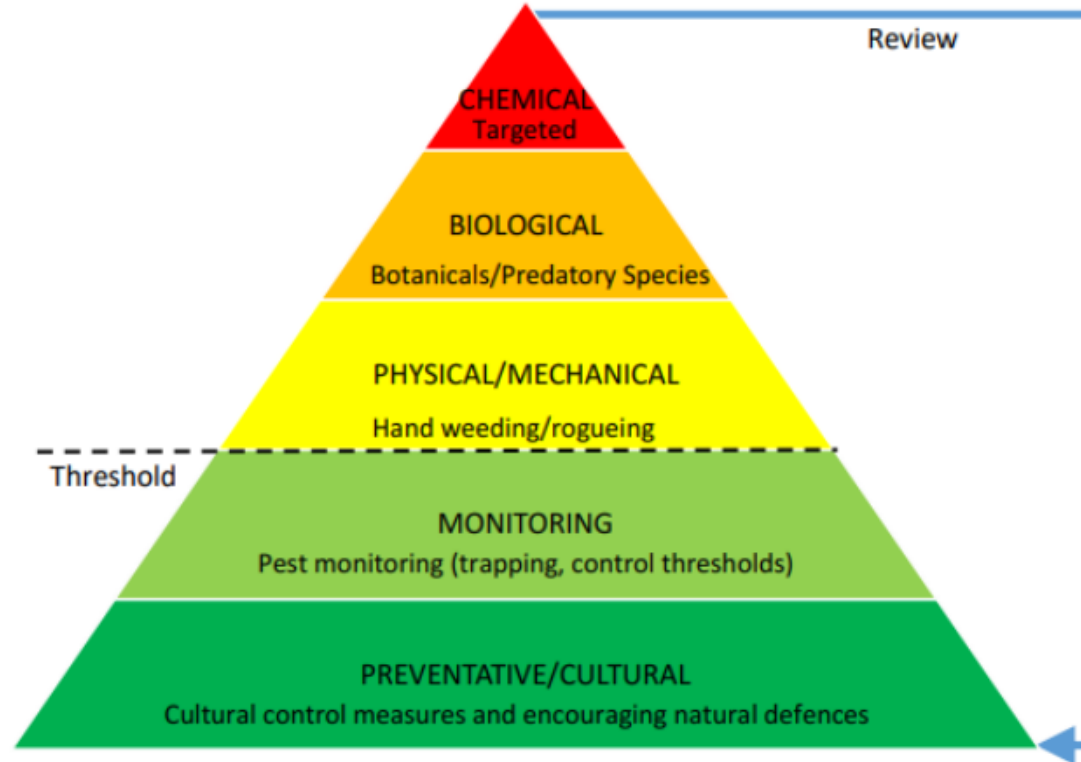 Review
CHEMICAL
Targeted
BIOLOGICAL
Botanicals/Predatory Species
PHYSICAL/MECHANICAL
Hand weeding/rogueing
Threshold
MONITORING
Pest monitoring (trapping, control thresholds)
PREVENTATIVE/CULTURAL
Cultural control measures and encouraging natural defences